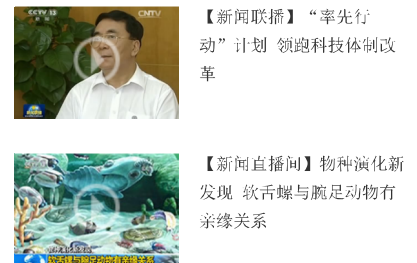 CCTV 13
CNTV
【新闻联播】“率先行
动”计划 领跑科技体制改
革
【新闻直播间】物种演化新
发现 软舌螺与腕足动物有
亲缘关系
软舌螺与腕足动物有亲缘关系